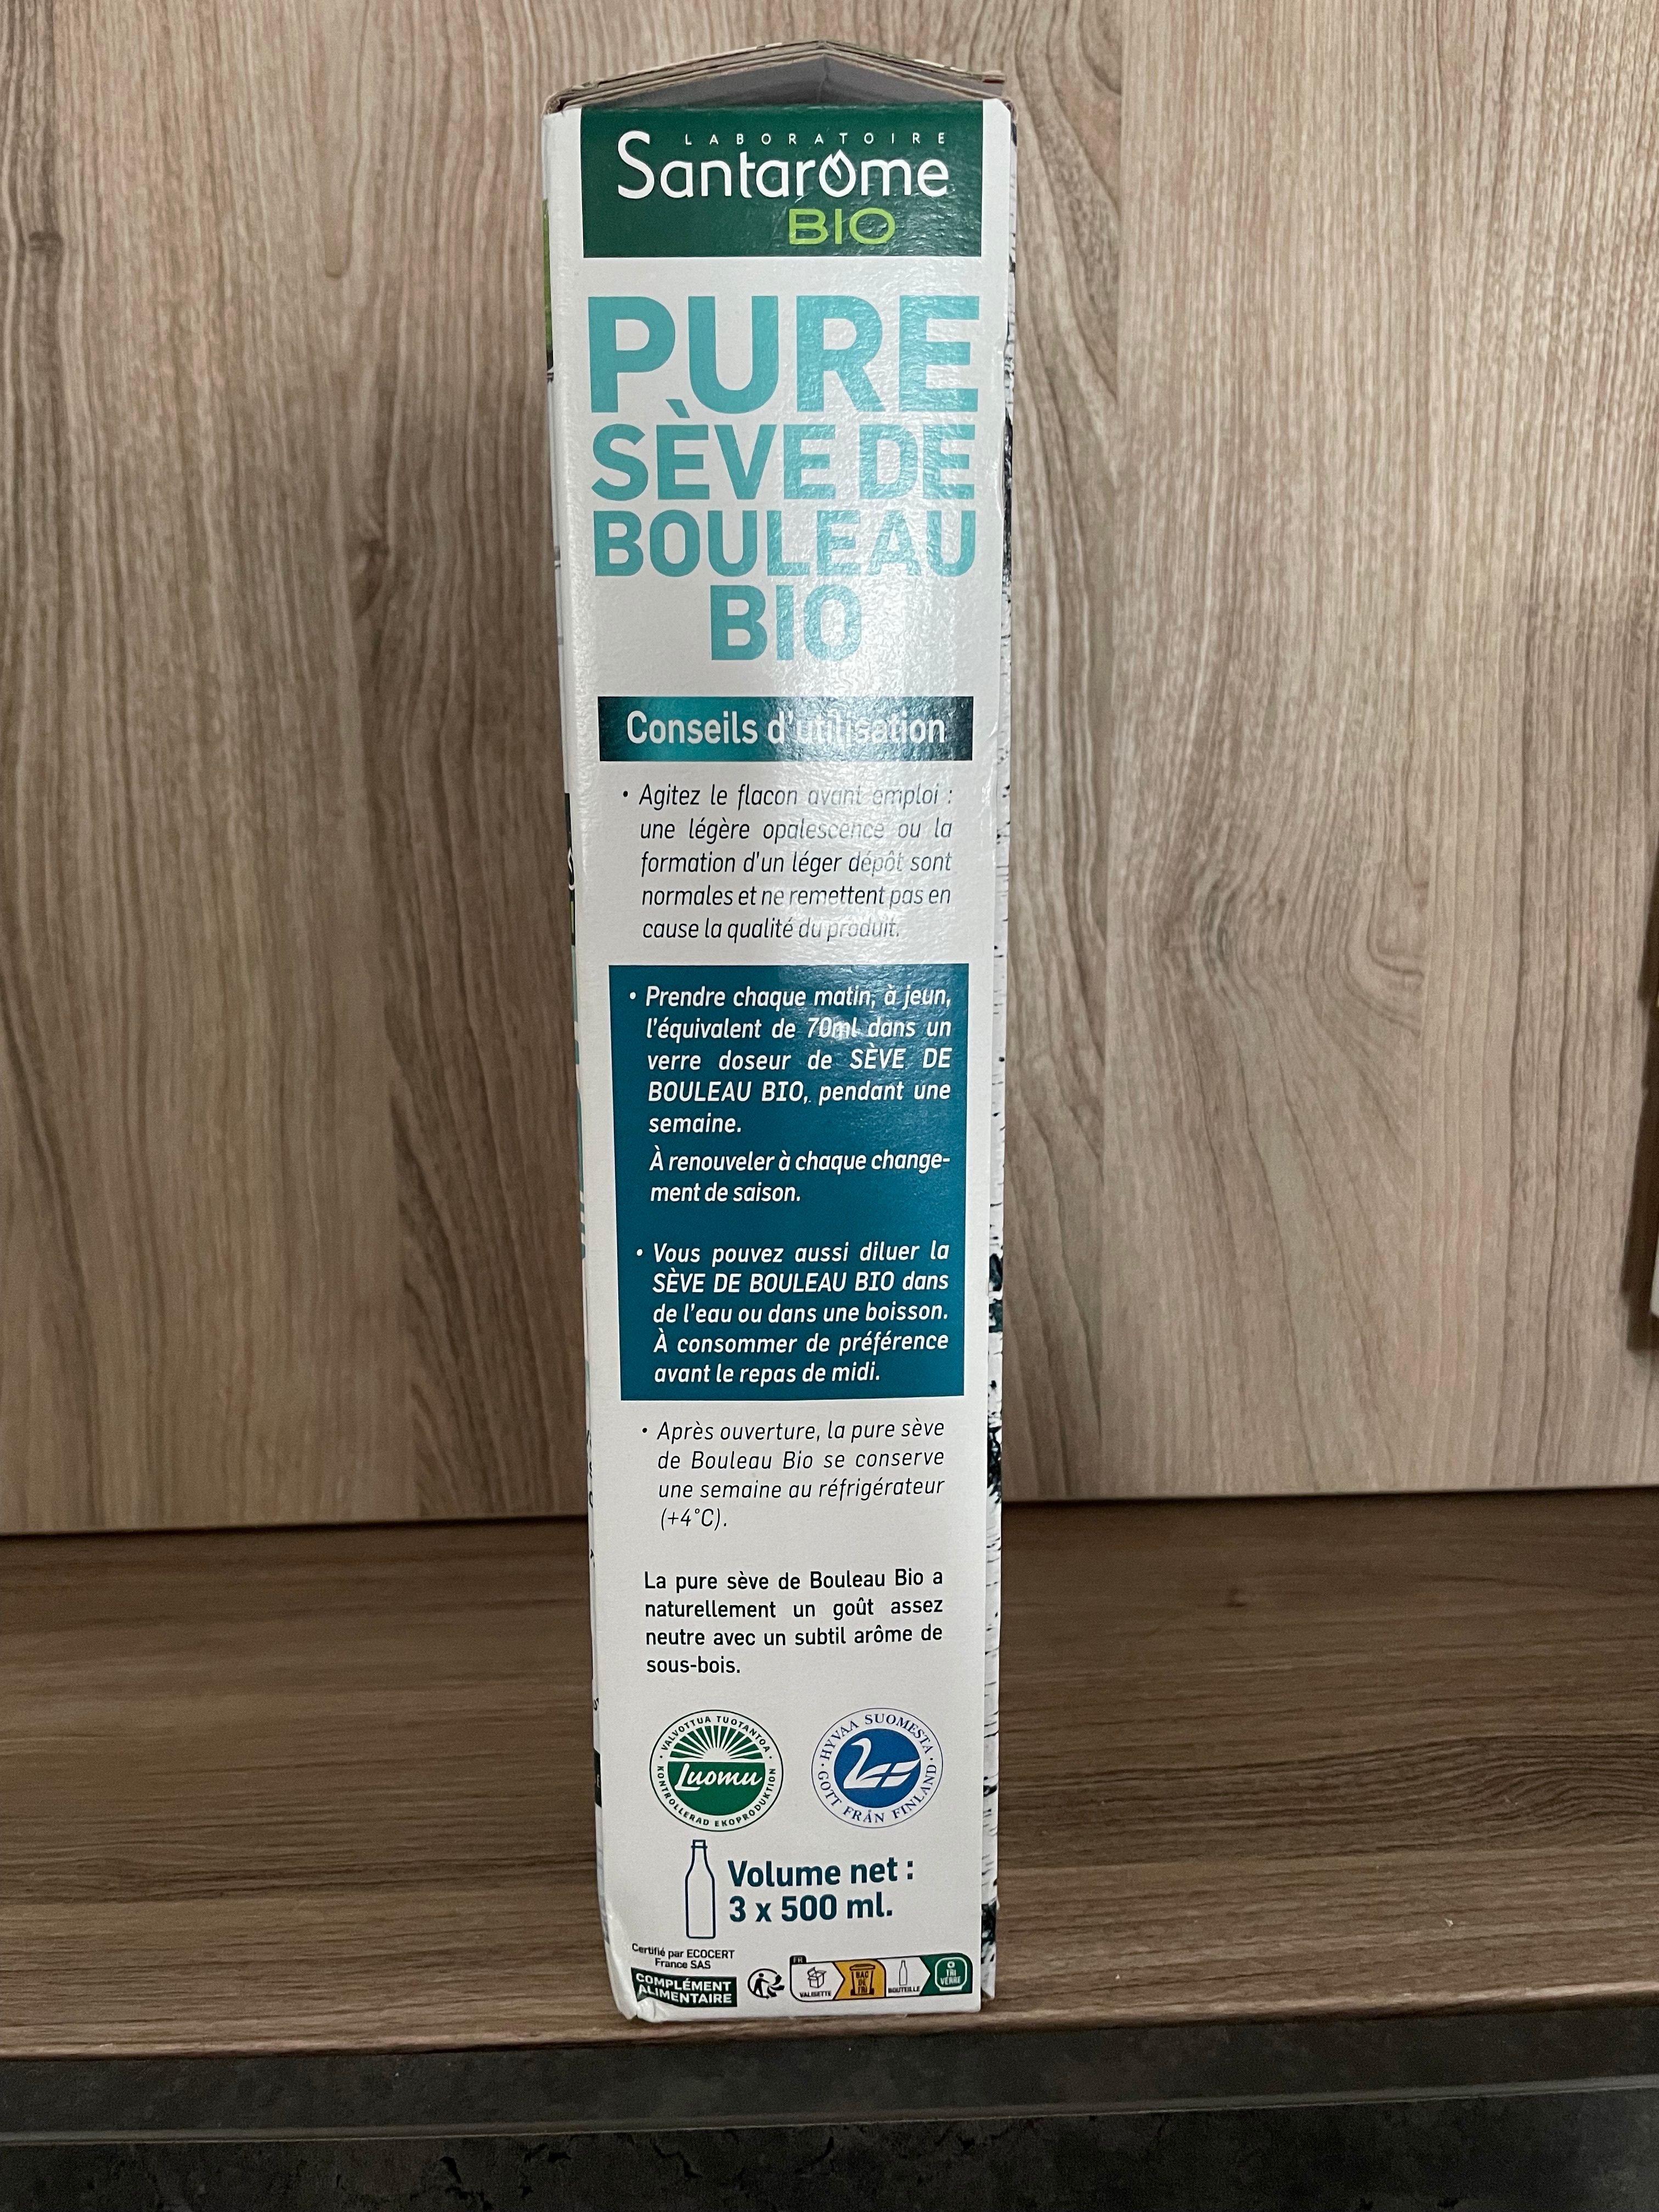 LABORATOIRE
Santarôme
BIO
PURE
SÈVE DE
BOULEAU
BIO
Conseils d'utilisation
• Agitez le flacon avant emploi :
une légère opalescence ou la
formation d'un léger dépôt sont
normales et ne remettent pas en
cause la qualité du produit.
• Prendre chaque matin, à jeun,
l'équivalent de 70ml dans un
verre doseur de SÈVE DE
BOULEAU BIO, pendant une
semaine.
À renouveler à chaque change-
ment de saison.
• Vous pouvez aussi diluer la
SÈVE DE BOULEAU BIO dans
de l'eau ou dans une boisson.
À consommer de préférence
avant le repas de midi.
• Après ouverture, la pure sève
de Bouleau Bio se conserve
une semaine au réfrigérateur
(+4°C).
La pure sève de Bouleau Bio a
naturellement un goût assez
neutre avec un subtil arôme de
sous-bois.
VALVOTTUA TUOTANTOA
Luomu
KONTROLLERAD EKOPRODUKTION
HYVÄÄ SUOMESTA
GOTT FRÅN FINLAND
Volume net :
3 x 500 ml.
Certifié par ECOCERT
France SAS
COMPLÉMENT
ALIMENTAIRE
FR
VALISETTE
BAC
DE
TRI
BOUTEILLE
TRI
VERRE